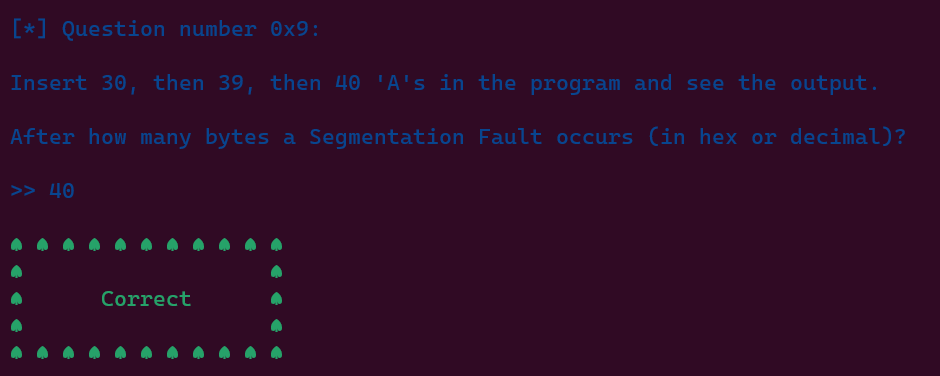 [*] Question number 0x9:
Insert 30, then 39, then 40 'A's in the program and see the output.
After how many bytes a Segmentation Fault occurs (in hex or decimal)?
>> 40
♠ ♠ ♠ ♠ ♠ ♠ ♠ ♠ ♠ ♠ ♠
♠ ♠
♠ Correct ♠
♠ ♠
♠ ♠ ♠ ♠ ♠ ♠ ♠ ♠ ♠ ♠ ♠